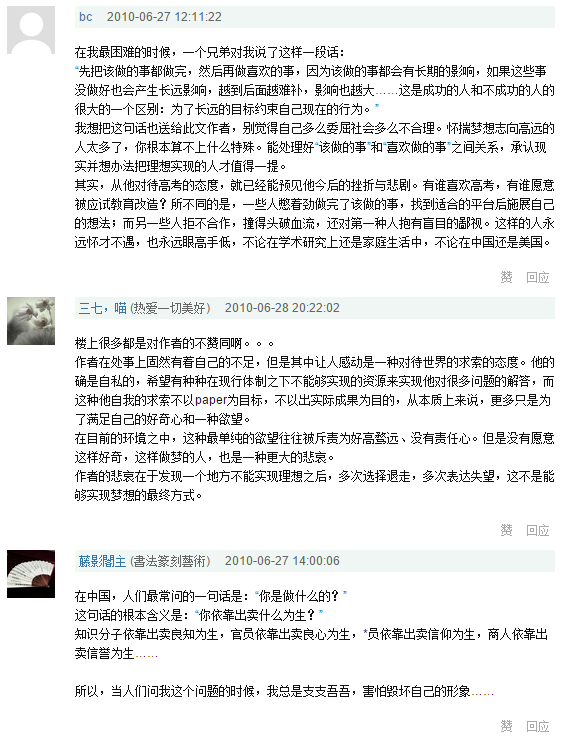 bc 2010-06-27 12:11:22
在我最困难的时候，一个兄弟对我说了这样一段话：
“先把该做的事都做完，然后再做喜欢的事，因为该做的事都会有长期的影响，如果这些事
没做好也会产生长远影响，越到后面越难补，影响也越大……这是成功的人和不成功的人的
很大的一个区别：为了长远的目标约束自己现在的行为。”
我想把这句话也送给此文作者，别觉得自己多么委屈社会多么不合理。怀揣梦想志向高远的
人太多了，你根本算不上什么特殊。能处理好“该做的事”和“喜欢做的事”之间关系，承认现
实并想办法把理想实现的人才值得一提。
其实，从他对待高考的态度，就已经能预见他今后的挫折与悲剧。有谁喜欢高考，有谁愿意
被应试教育改造？所不同的是，一些人憋着劲做完了该做的事，找到适合的平台后施展自己
的想法；而另一些人拒不合作，撞得头破血流，还对第一种人抱有盲目的鄙视。这样的人永
远怀才不遇，也永远眼高手低，不论在学术研究上还是家庭生活中，不论在中国还是美国。
赞 回应
三七，喵 (热爱一切美好) 2010-06-28 20:22:02
楼上很多都是对作者的不赞同啊。。。
作者在处事上固然有着自己的不足，但是其中让人感动是一种对待世界的求索的态度。他的
确是自私的，希望有种种在现行体制之下不能够实现的资源来实现他对很多问题的解答，而
这种他自我的求索不以paper为目标，不以出实际成果为目的，从本质上来说，更多只是为
了满足自己的好奇心和一种欲望。
在目前的环境之中，这种最单纯的欲望往往被斥责为好高骛远、没有责任心。但是没有愿意
这样好奇，这样做梦的人，也是一种更大的悲哀。
作者的悲哀在于发现一个地方不能实现理想之后，多次选择退走，多次表达失望，这不是能
够实现梦想的最终方式。
赞 回应
藤影閣主 (書法篆刻藝術) 2010-06-27 14:00:06
在中国，人们最常问的一句话是：“你是做什么的？”
这句话的根本含义是：“你依靠出卖什么为生？”
知识分子依靠出卖良知为生，官员依靠出卖良心为生，*员依靠出卖信仰为生，商人依靠出
卖信誉为生……
所以，当人们问我这个问题的时候，我总是支支吾吾，害怕毁坏自己的形象……
赞 回应